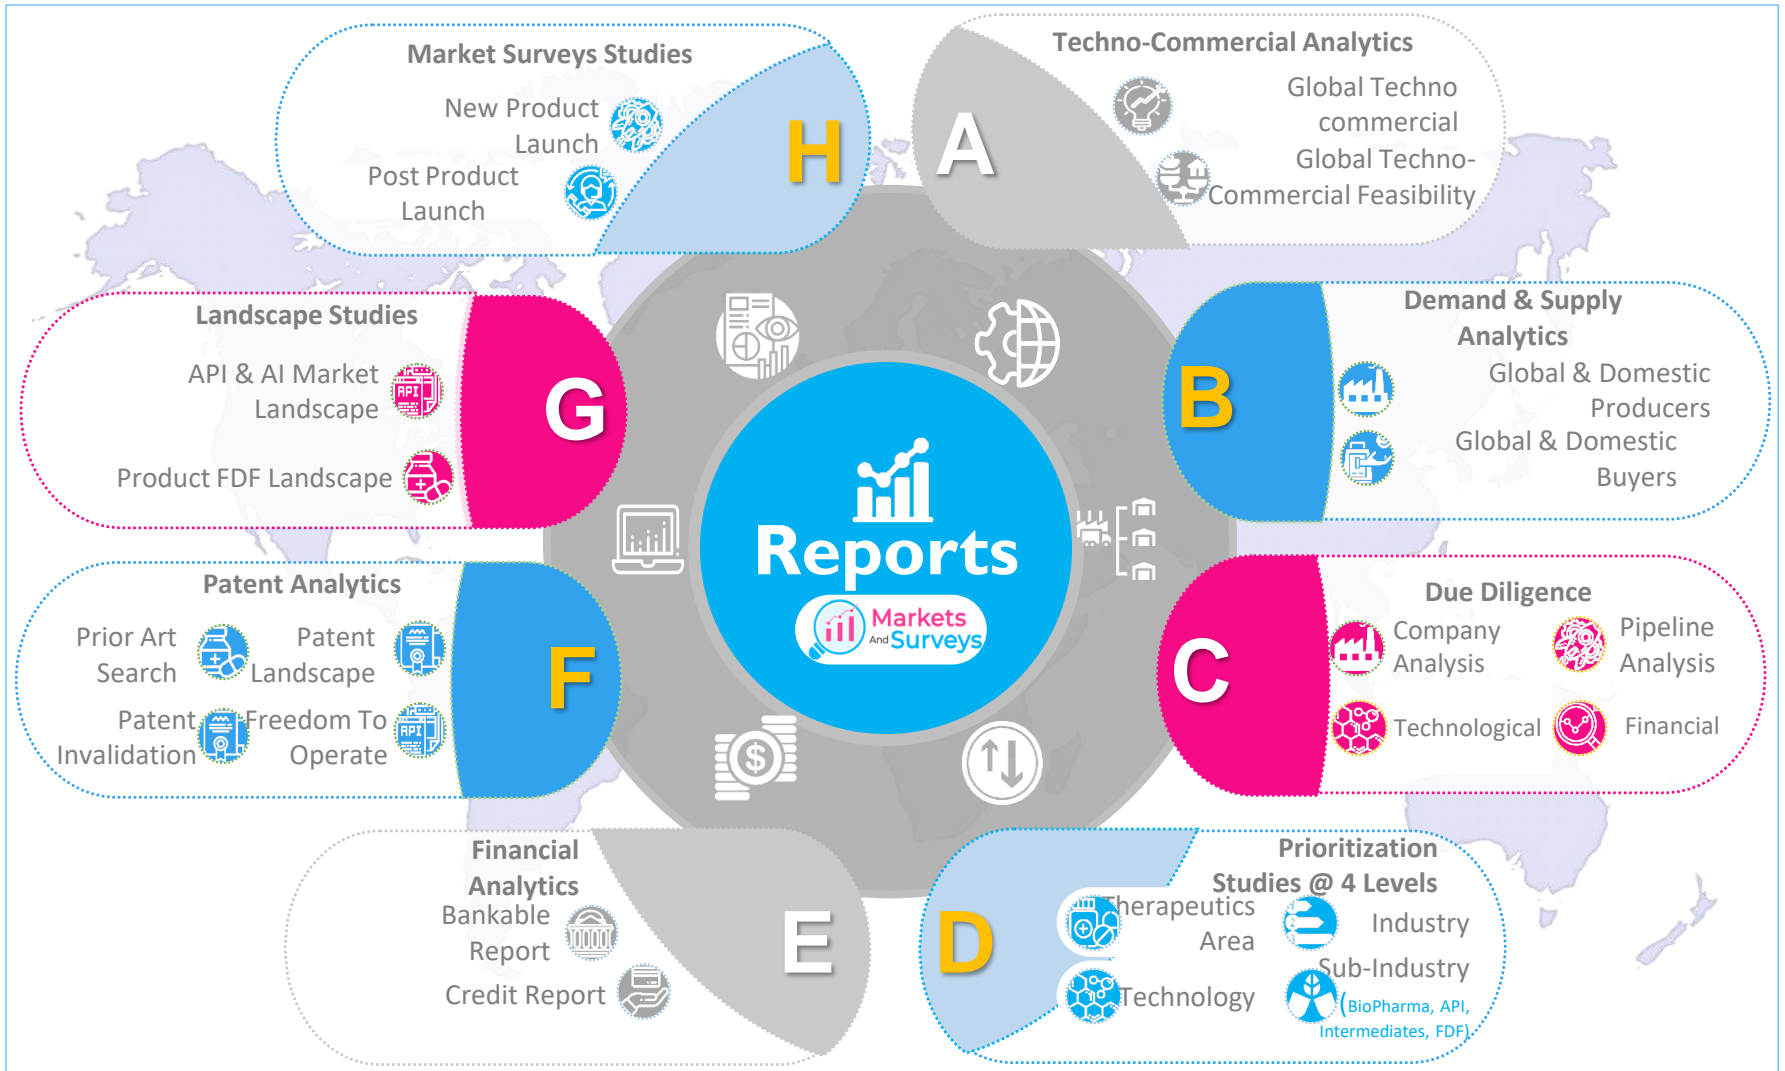 Market Surveys Studies
New Product
Launch
Post Product
Launch
H
A
Techno-Commercial Analytics
Global Techno
commercial
Global Techno-
Commercial Feasibility
Landscape Studies
API & AI Market
Landscape
API
Product FDF Landscape
G
B
Demand & Supply
Analytics
Global & Domestic
Producers
Global & Domestic
Buyers
Reports
Markets
And Surveys
Patent Analytics
Prior Art
Search
Patent
Landscape
Patent
Invalidation
Freedom To
Operate
API
F
C
Due Diligence
Company
Analysis
Pipeline
Analysis
Technological
Financial
$
Financial
Analytics
Bankable
Report
Credit Report
E
D
Prioritization
Studies @ 4 Levels
Therapeutics
Area
Industry
Technology
Sub-Industry
(BioPharma, API,
Intermediates, FDF)